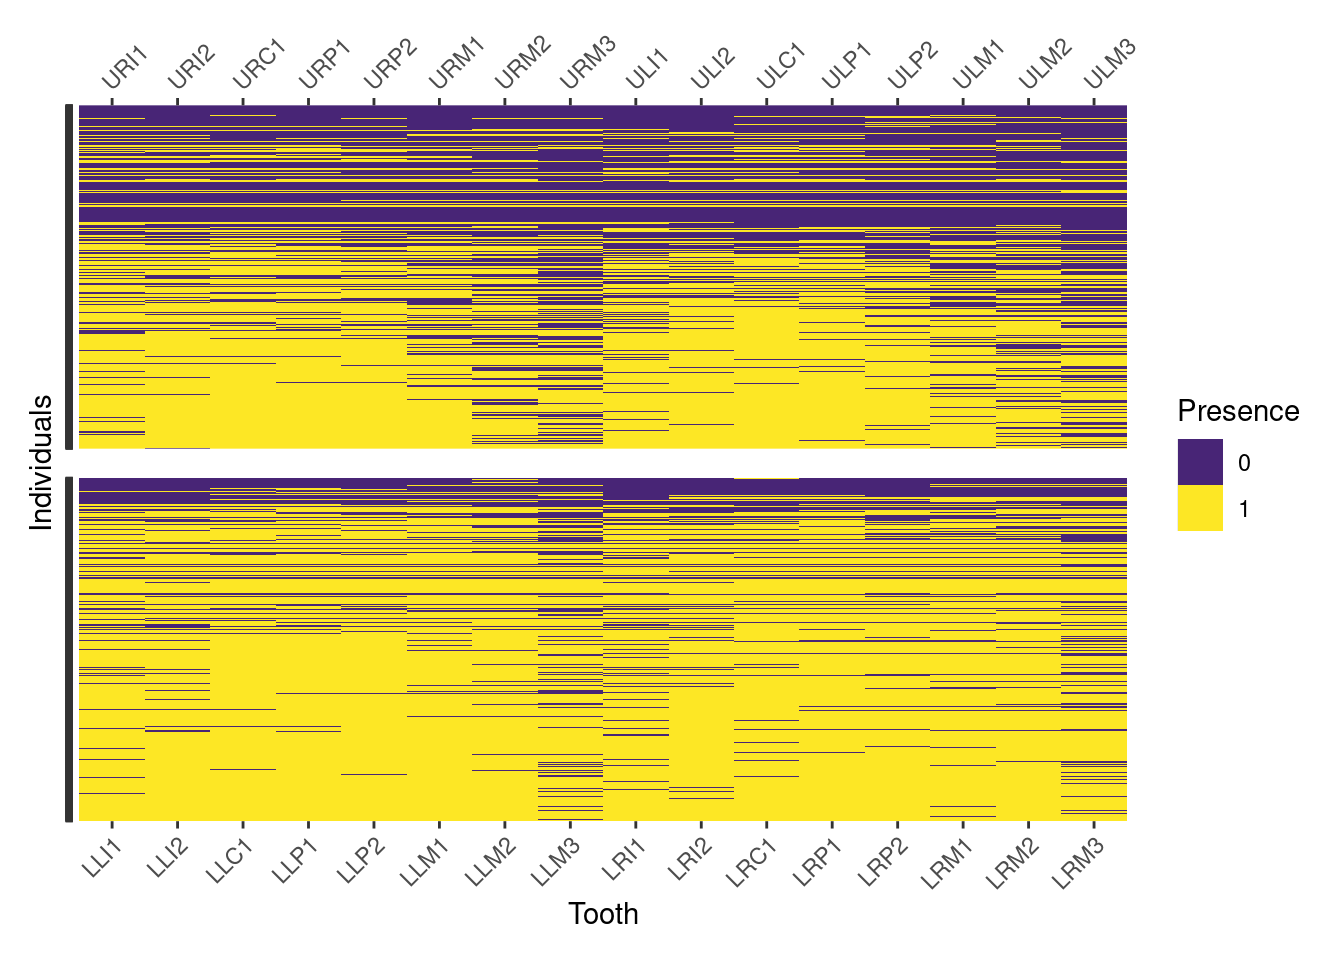 URI1 URI2 URC1 URP1 URP2 URM1 URM2 URM3 ULI1 ULI2 ULC1 ULP1 ULP2 ULM1 ULM2 ULM3
Individuals
Presence
0
1
LLI1 LLI2 LLC1 LLP1 LLP2 LLM1 LLM2 LLM3 LRI1 LRI2 LRC1 LRP1 LRP2 LRM1 LRM2 LRM3
Tooth